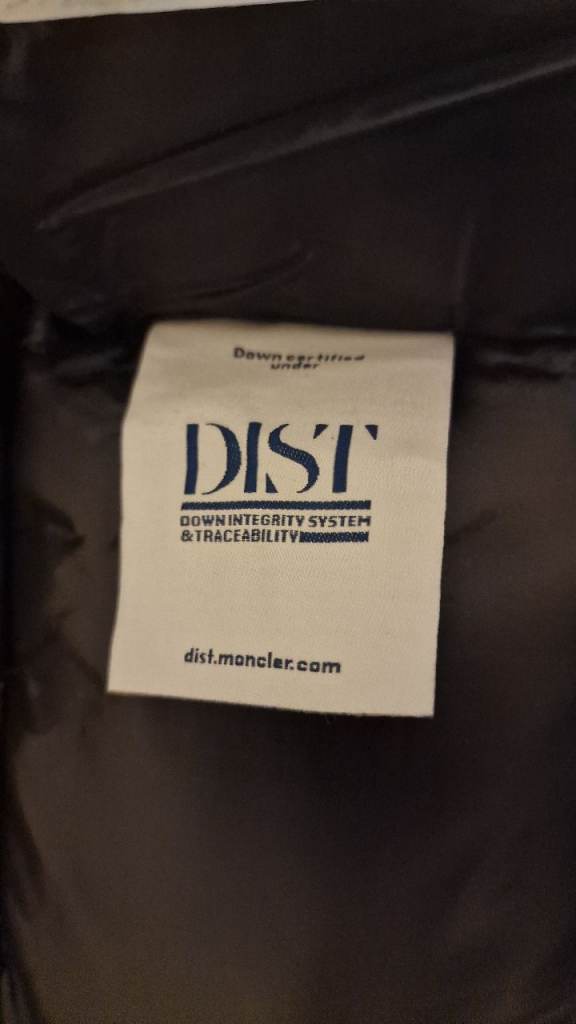 Down certified
under
DIST
DOWN INTEGRITY SYSTEM
& TRACEABILITY
dist.moncler.com